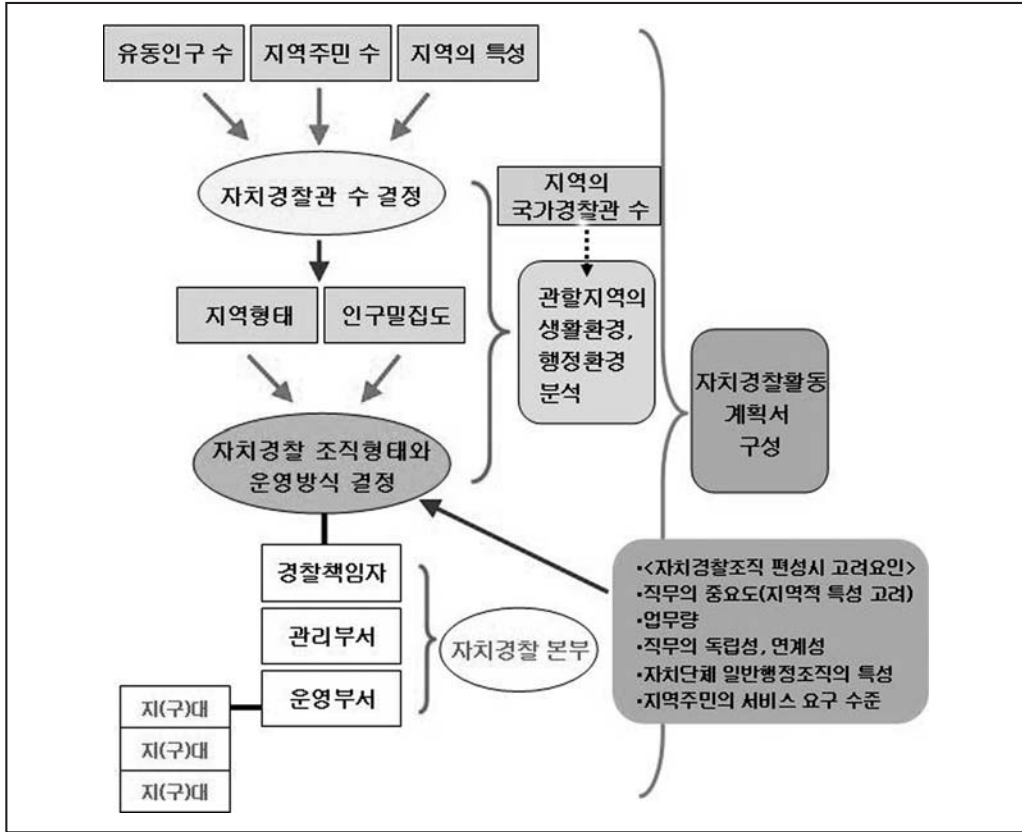 유동인구 수
지역주민 수
지역의 특성
자치경찰관 수 결정
지역의
국가경찰관 수
지역형태
인구밀집도
관할지역의
생활환경,
행정환경
분석
자치경찰활동
계획서
구성
자치경찰 조직형태와
운영방식 결정
경찰책임자
관리부서
운영부서
자치경찰 본부
•<자치경찰조직 편성시 고려요인>
•직무의 중요도(지역적 특성 고려)
•업무량
•직무의 독립성, 연계성
•자치단체 일반행정조직의 특성
•지역주민의 서비스 요구 수준
지(구)대
지(구)대
지(구)대